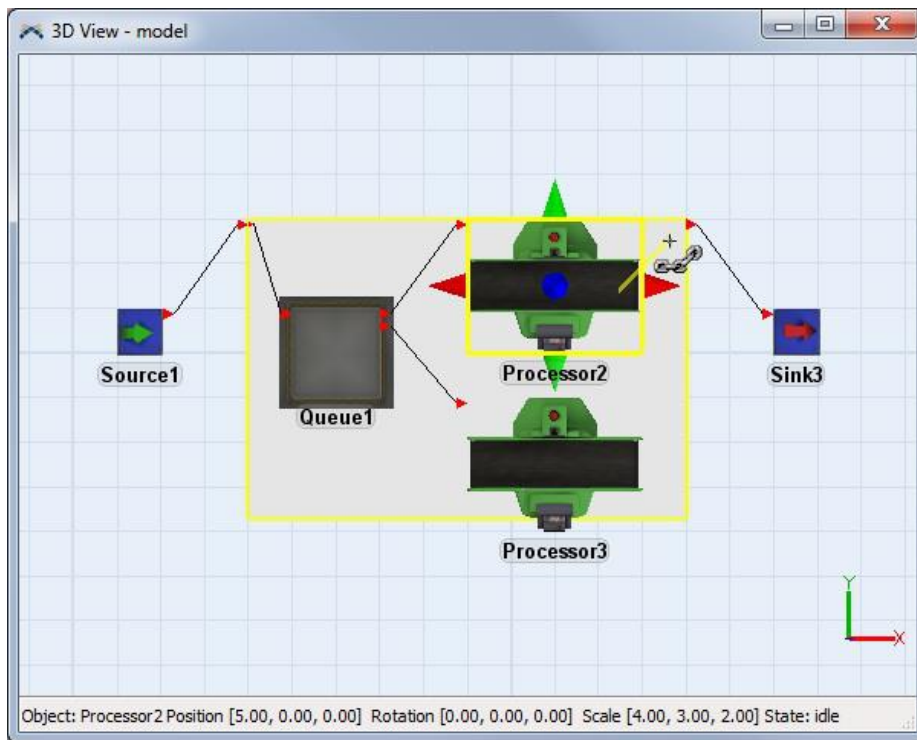 3D View - model
Source1
Queue1
Processor2
Sink3
Processor3
Y
X
Object: Processor2 Position [5.00, 0.00, 0.00] Rotation [0.00, 0.00, 0.00] Scale [4.00, 3.00, 2.00] State: idle